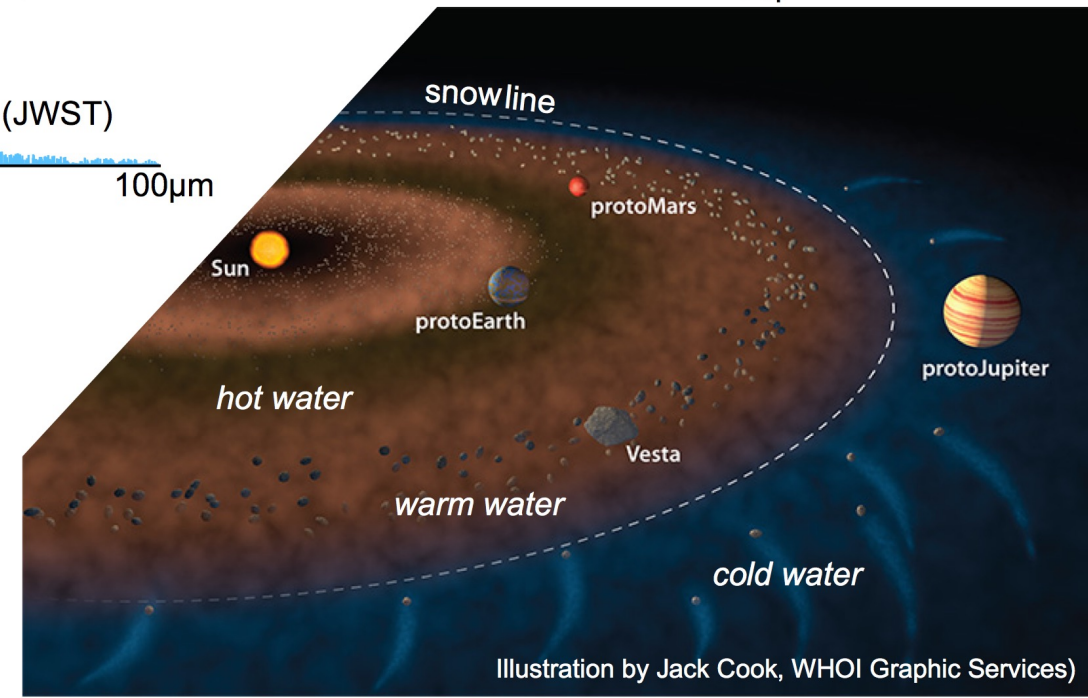 snowline
(JWST)
100µm
protoMars
Sun
protoEarth
protoJupiter
hot water
Vesta
warm water
cold water
Illustration by Jack Cook, WHOI Graphic Services)